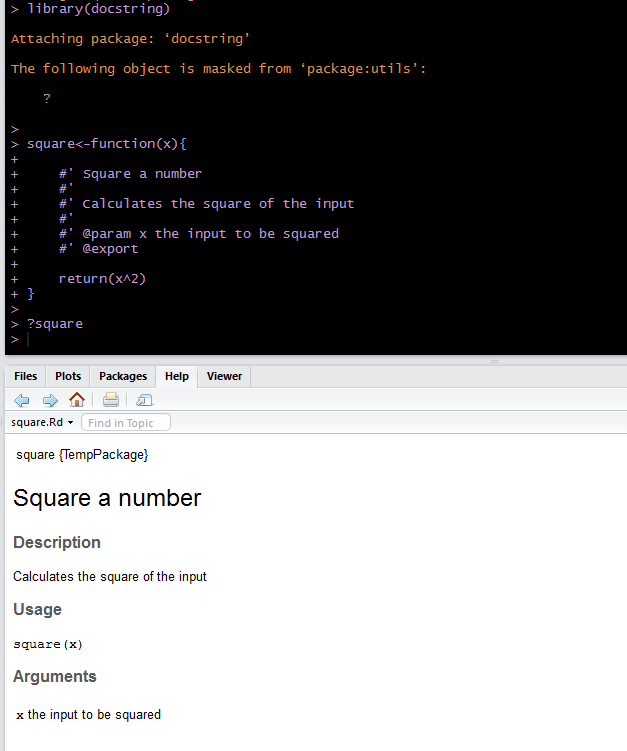 > library(docstring)
Attaching package: ‘docstring’
The following object is masked from ‘package:utils’:
?
>
> square<-function(x){
+
+     #' Square a number
+     #'
+     #' Calculates the square of the input
+     #'
+     #' @param x the input to be squared
+     #' @export
+
+     return(x^2)
+ }
>
> ?square
>
Files Plots Packages Help Viewer
square.Rd Find in Topic
square {TempPackage}
Square a number
Description
Calculates the square of the input
Usage
square(x)
Arguments
x the input to be squared